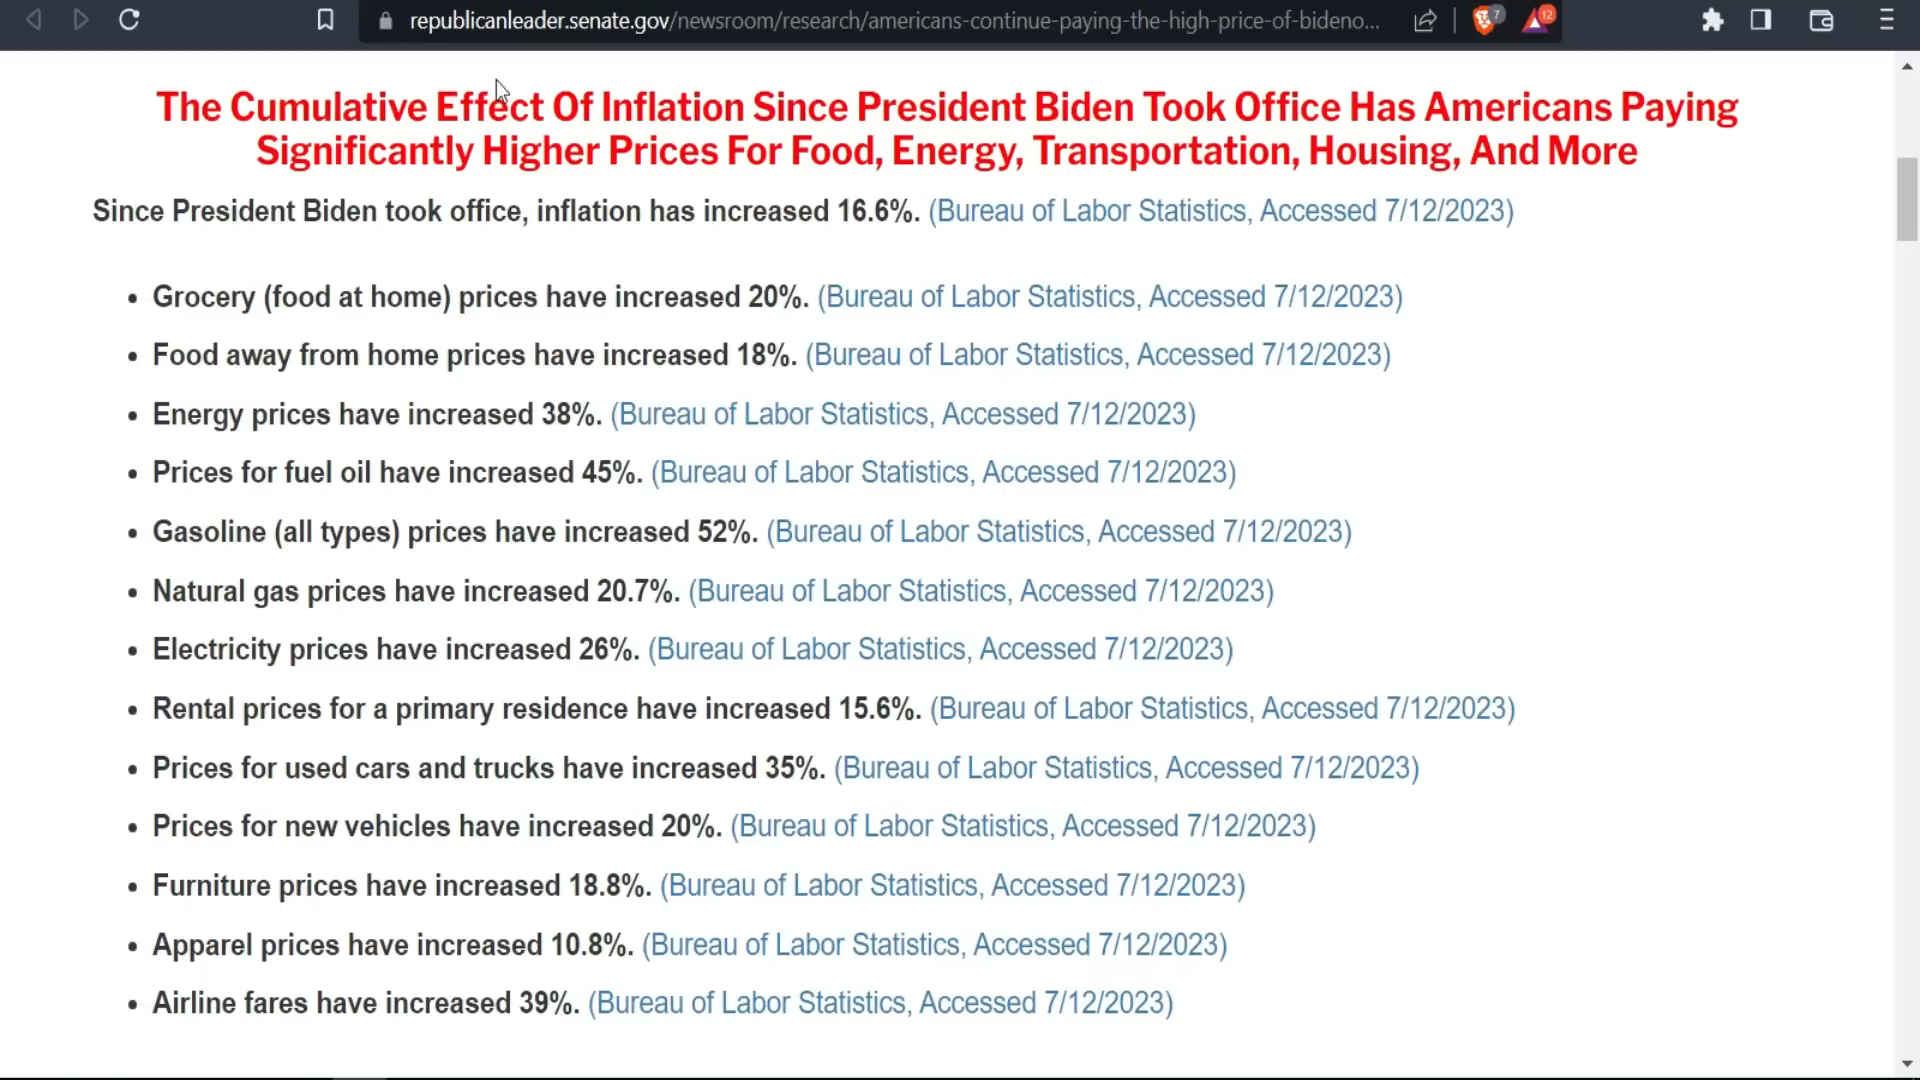 republicanleader.senate.gov/newsroom/research/americans-continue-paying-the-high-price-of-bideno...
7
12
The Cumulative Effect Of Inflation Since President Biden Took Office Has Americans Paying
Significantly Higher Prices For Food, Energy, Transportation, Housing, And More
Since President Biden took office, inflation has increased 16.6%. (Bureau of Labor Statistics, Accessed 7/12/2023)
• Grocery (food at home) prices have increased 20%. (Bureau of Labor Statistics, Accessed 7/12/2023)
• Food away from home prices have increased 18%. (Bureau of Labor Statistics, Accessed 7/12/2023)
• Energy prices have increased 38%. (Bureau of Labor Statistics, Accessed 7/12/2023)
• Prices for fuel oil have increased 45%. (Bureau of Labor Statistics, Accessed 7/12/2023)
• Gasoline (all types) prices have increased 52%. (Bureau of Labor Statistics, Accessed 7/12/2023)
• Natural gas prices have increased 20.7%. (Bureau of Labor Statistics, Accessed 7/12/2023)
• Electricity prices have increased 26%. (Bureau of Labor Statistics, Accessed 7/12/2023)
• Rental prices for a primary residence have increased 15.6%. (Bureau of Labor Statistics, Accessed 7/12/2023)
• Prices for used cars and trucks have increased 35%. (Bureau of Labor Statistics, Accessed 7/12/2023)
• Prices for new vehicles have increased 20%. (Bureau of Labor Statistics, Accessed 7/12/2023)
• Furniture prices have increased 18.8%. (Bureau of Labor Statistics, Accessed 7/12/2023)
• Apparel prices have increased 10.8%. (Bureau of Labor Statistics, Accessed 7/12/2023)
• Airline fares have increased 39%. (Bureau of Labor Statistics, Accessed 7/12/2023)